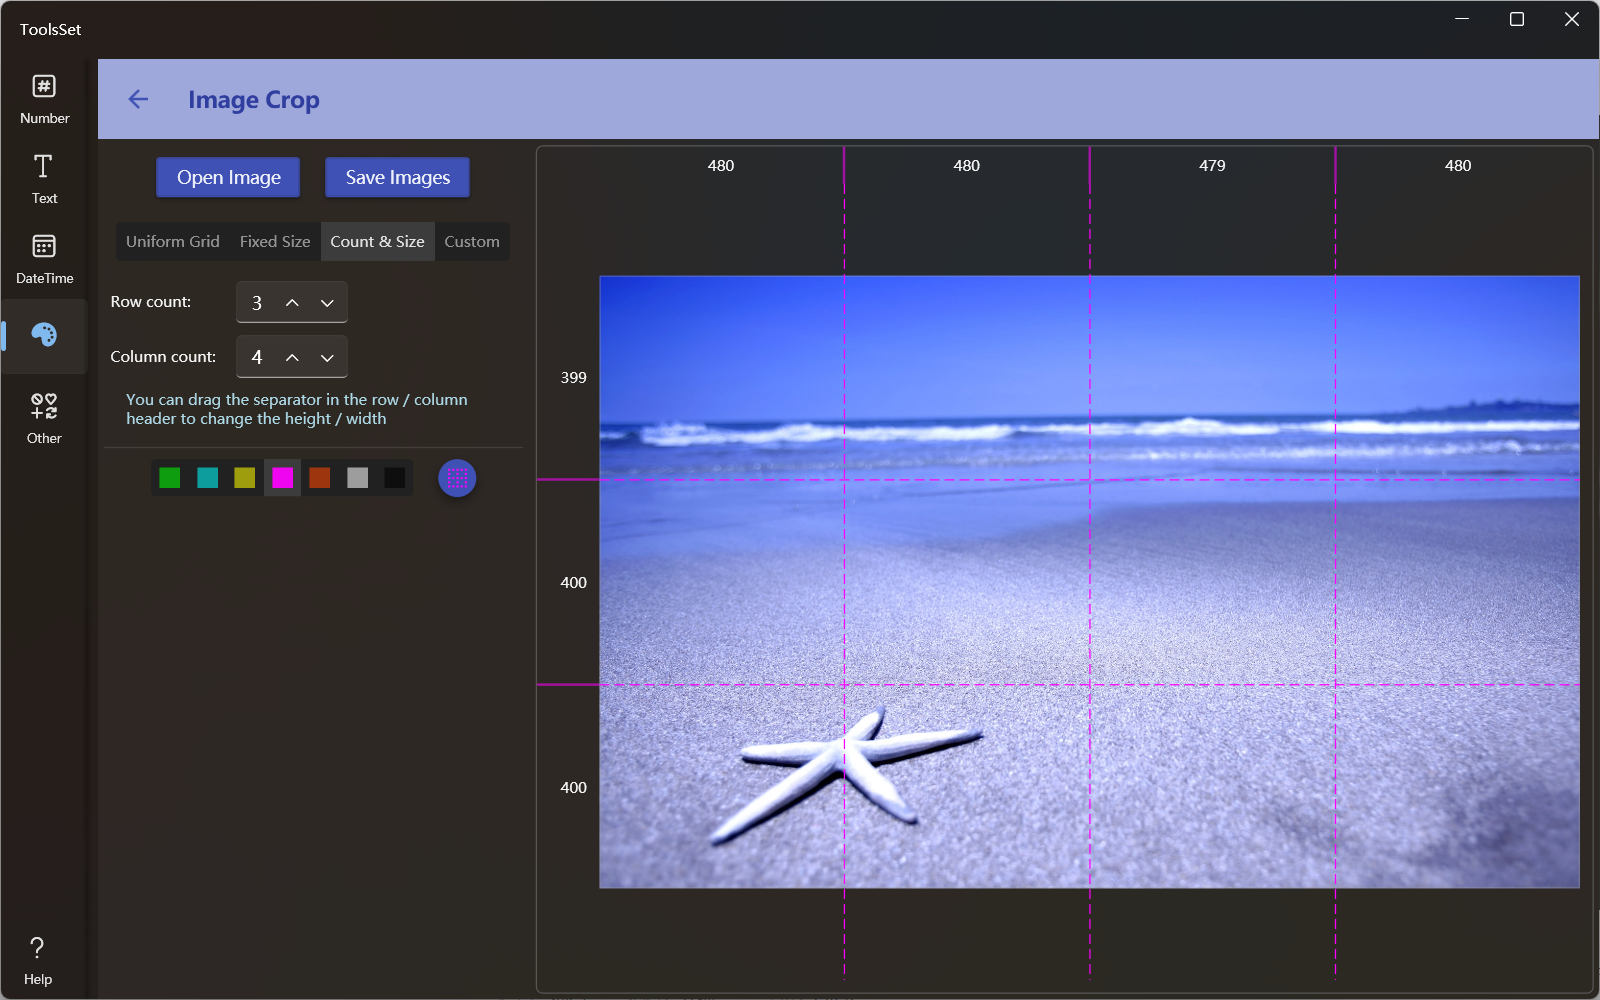 ToolsSet
Number
Text
DateTime
Other
Help
Image Crop
Open Image
Save Images
Uniform Grid
Fixed Size
Count & Size
Custom
Row count:
3
Column count:
4
You can drag the separator in the row / column
header to change the height / width
480
480
479
480
399
400
400